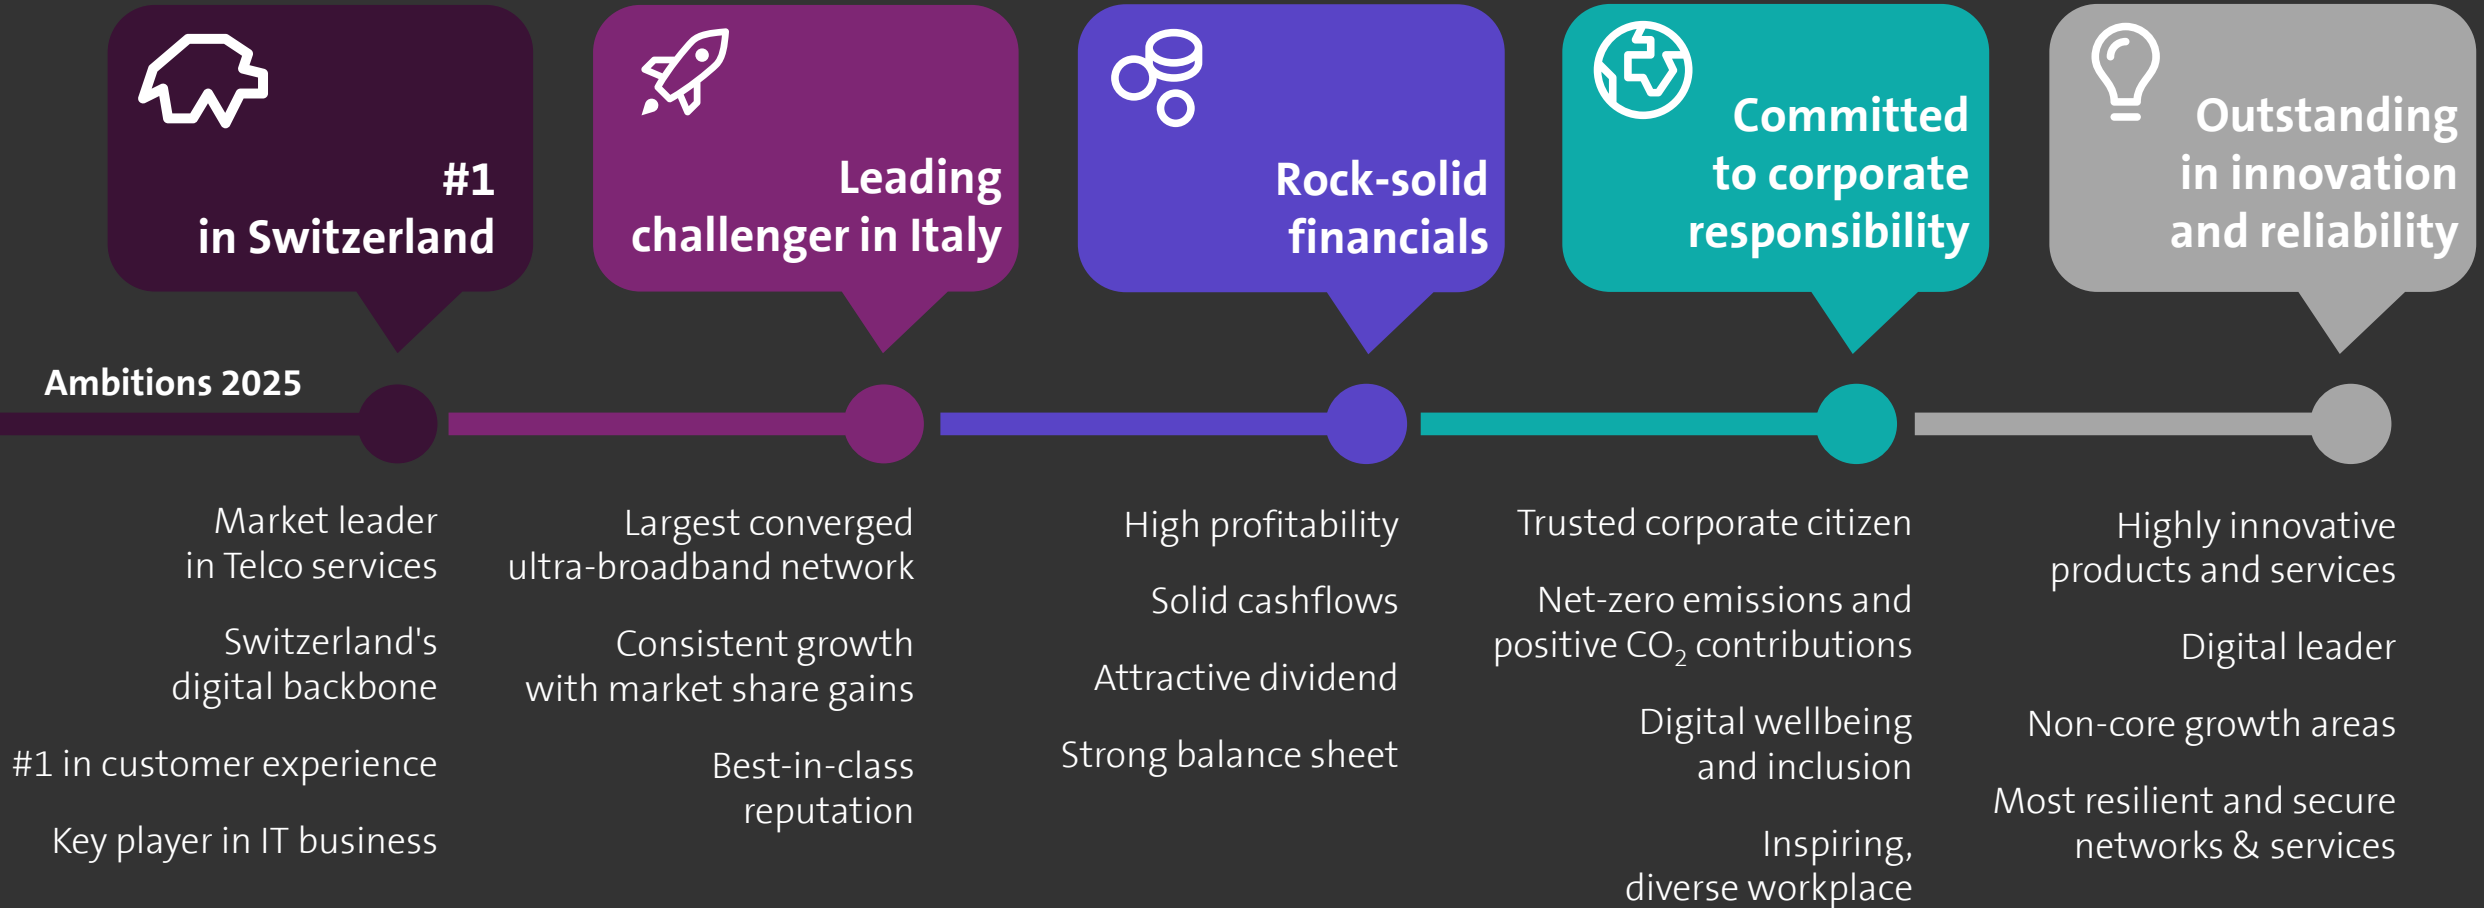 #1
in Switzerland
Leading
challenger in Italy
Rock-solid
financials
Committed
to corporate
responsibility
Outstanding
in innovation
and reliability
Ambitions 2025
Market leader
in Telco services
Switzerland's
digital backbone
#1 in customer experience
Key player in IT business
Largest converged
ultra-broadband network
Consistent growth
with market share gains
Best-in-class
reputation
High profitability
Solid cashflows
Attractive dividend
Strong balance sheet
Trusted corporate citizen
Net-zero emissions and
positive CO₂ contributions
Digital wellbeing
and inclusion
Inspiring,
diverse workplace
Highly innovative
products and services
Digital leader
Non-core growth areas
Most resilient and secure
networks & services